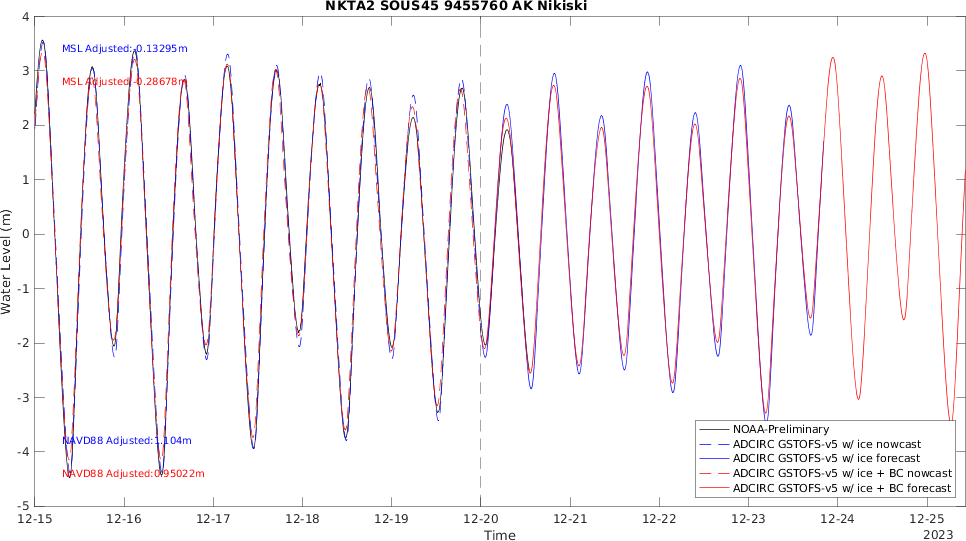 NKTA2 SOUS45 9455760 AK Nikiski
4
3
2
1
0
-1
-2
-3
-4
-5
Water Level (m)
MSL Adjusted:-0.13295m
MSL Adjusted:-0.28678m
NAVD88 Adjusted:1.104m
NAVD88 Adjusted:0.95022m
NOAA-Preliminary
ADCIRC GSTOFS-v5 w/ ice nowcast
ADCIRC GSTOFS-v5 w/ ice forecast
ADCIRC GSTOFS-v5 w/ ice + BC nowcast
ADCIRC GSTOFS-v5 w/ ice + BC forecast
12-15 12-16 12-17 12-18 12-19 12-20 12-21 12-22 12-23 12-24 12-25
Time
2023